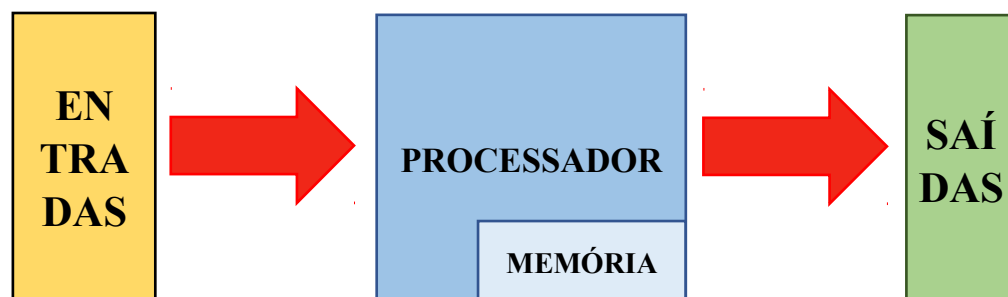 EN
TRA
DAS
PROCESSADOR
MEMÓRIA
SAÍ
DAS